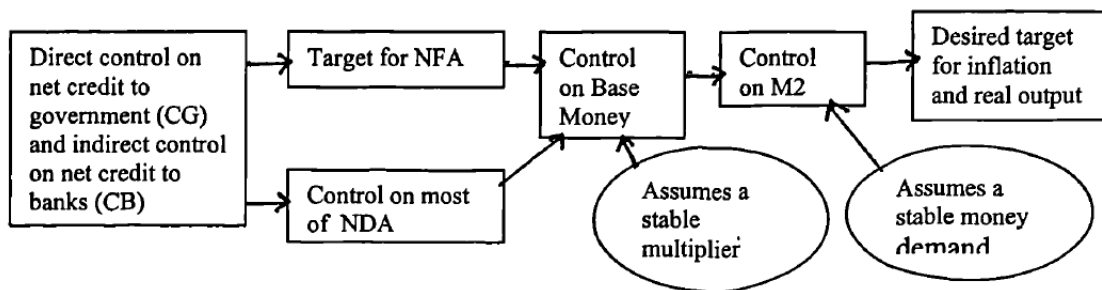 Direct control on
net credit to
government (CG)
and indirect control
on net credit to
banks (CB)
Target for NFA
Control on most
of NDA
Control
on Base
Money
Control
on M2
Desired target
for inflation
and real output
Assumes a
stable
multiplier
Assumes a
stable money
demand